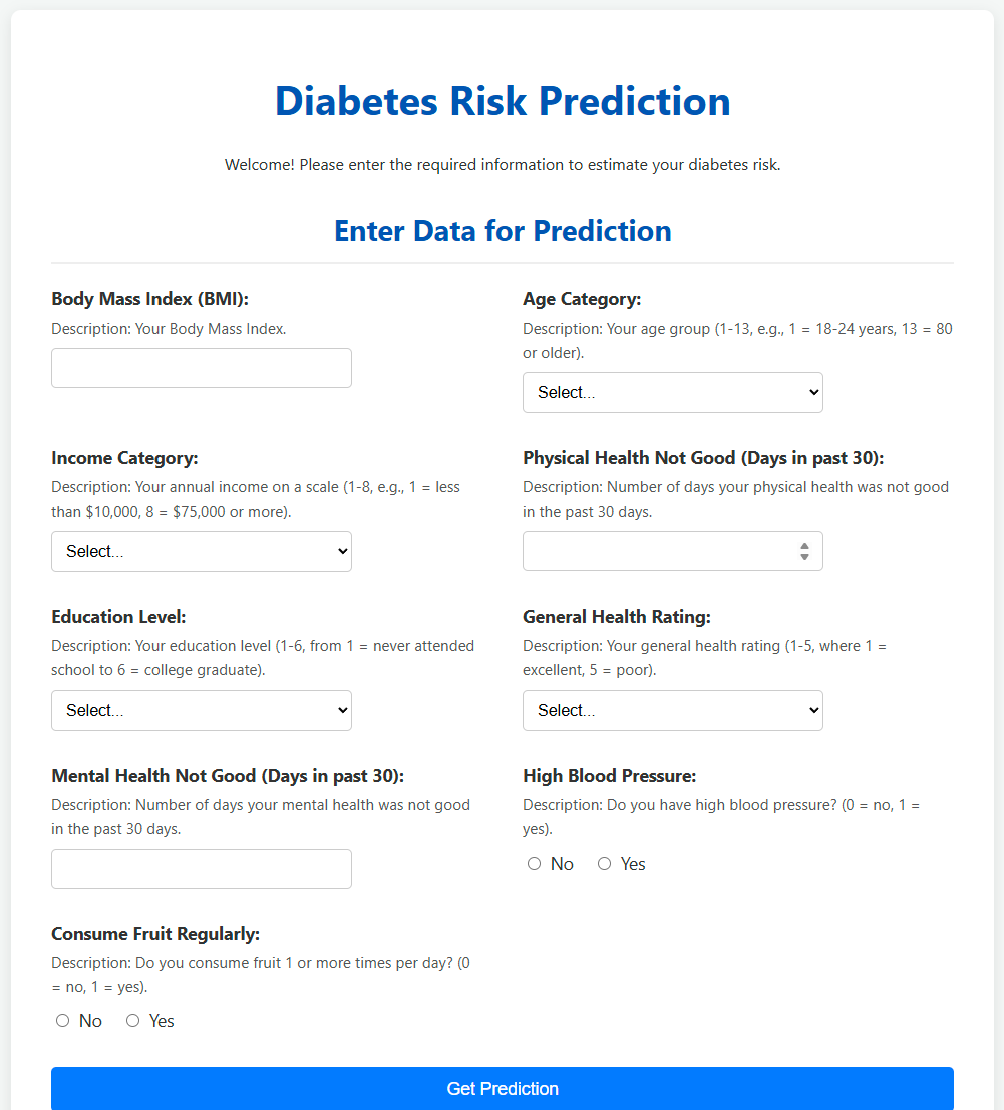 Diabetes Risk Prediction
Welcome! Please enter the required information to estimate your diabetes risk.
Enter Data for Prediction
Body Mass Index (BMI):
Description: Your Body Mass Index.
Age Category:
Description: Your age group (1-13, e.g., 1 = 18-24 years, 13 = 80
or older).
Select...
Income Category:
Description: Your annual income on a scale (1-8, e.g., 1 = less
than $10,000, 8 = $75,000 or more).
Select...
Physical Health Not Good (Days in past 30):
Description: Number of days your physical health was not good
in the past 30 days.
Education Level:
Description: Your education level (1-6, from 1 = never attended
school to 6 = college graduate).
Select...
General Health Rating:
Description: Your general health rating (1-5, where 1 =
excellent, 5 = poor).
Select...
Mental Health Not Good (Days in past 30):
Description: Number of days your mental health was not good
in the past 30 days.
High Blood Pressure:
Description: Do you have high blood pressure? (0 = no, 1 =
yes).
No Yes
Consume Fruit Regularly:
Description: Do you consume fruit 1 or more times per day? (0
= no, 1 = yes).
No Yes
Get Prediction